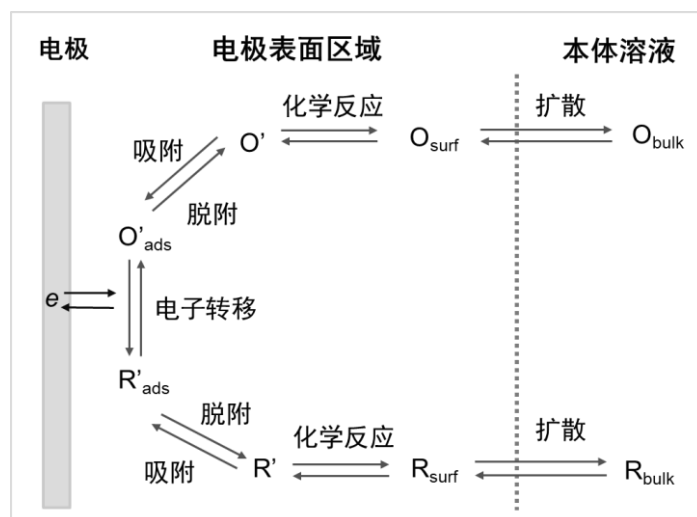 电极 电极表面区域 本体溶液
化学反应 扩散
吸附 O' Osurf Obulk
脱附
O'ads
e 电子转移
R'ads
脱附 化学反应 扩散
吸附 R' Rsurf Rbulk